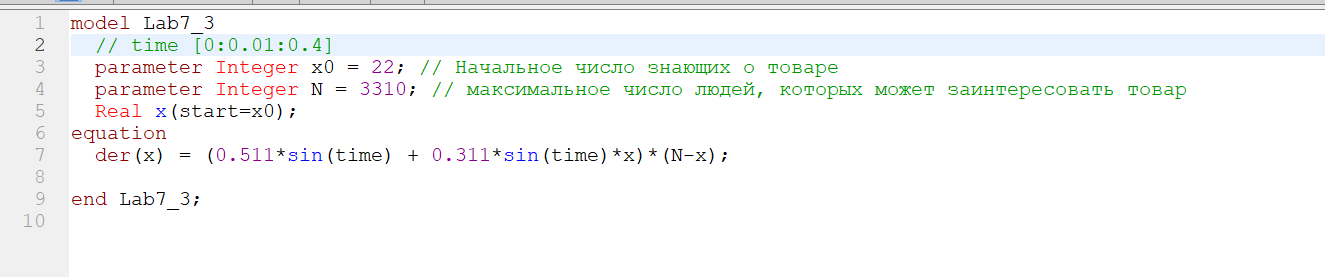 1 model Lab7_3
2 // time [0:0.01:0.4]
3 parameter Integer x0 = 22; // Начальное число знающих о товаре
4 parameter Integer N = 3310; // максимальное число людей, которых может заинтересовать товар
5 Real x(start=x0);
6 equation
7 der(x) = (0.511*sin(time) + 0.311*sin(time)*x)*(N-x);
8
9 end Lab7_3;
10